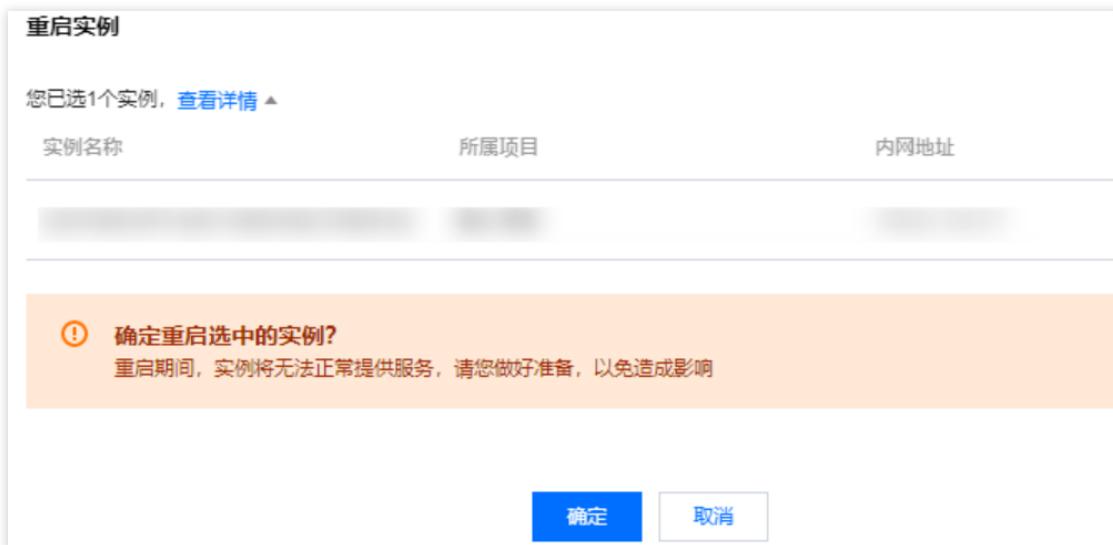 重启实例
您已选1个实例，查看详情
实例名称 所属项目 内网地址
确定重启选中的实例？
重启期间，实例将无法正常提供服务，请您做好准备，以免造成影响
确定 取消